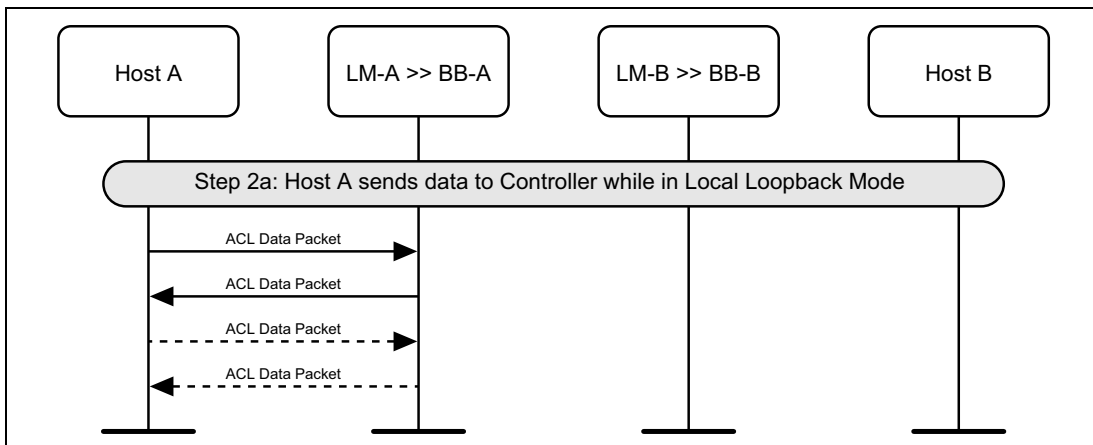 Host A
LM-A >> BB-A
LM-B >> BB-B
Host B
Step 2a: Host A sends data to Controller while in Local Loopback Mode
ACL Data Packet
ACL Data Packet
ACL Data Packet
ACL Data Packet